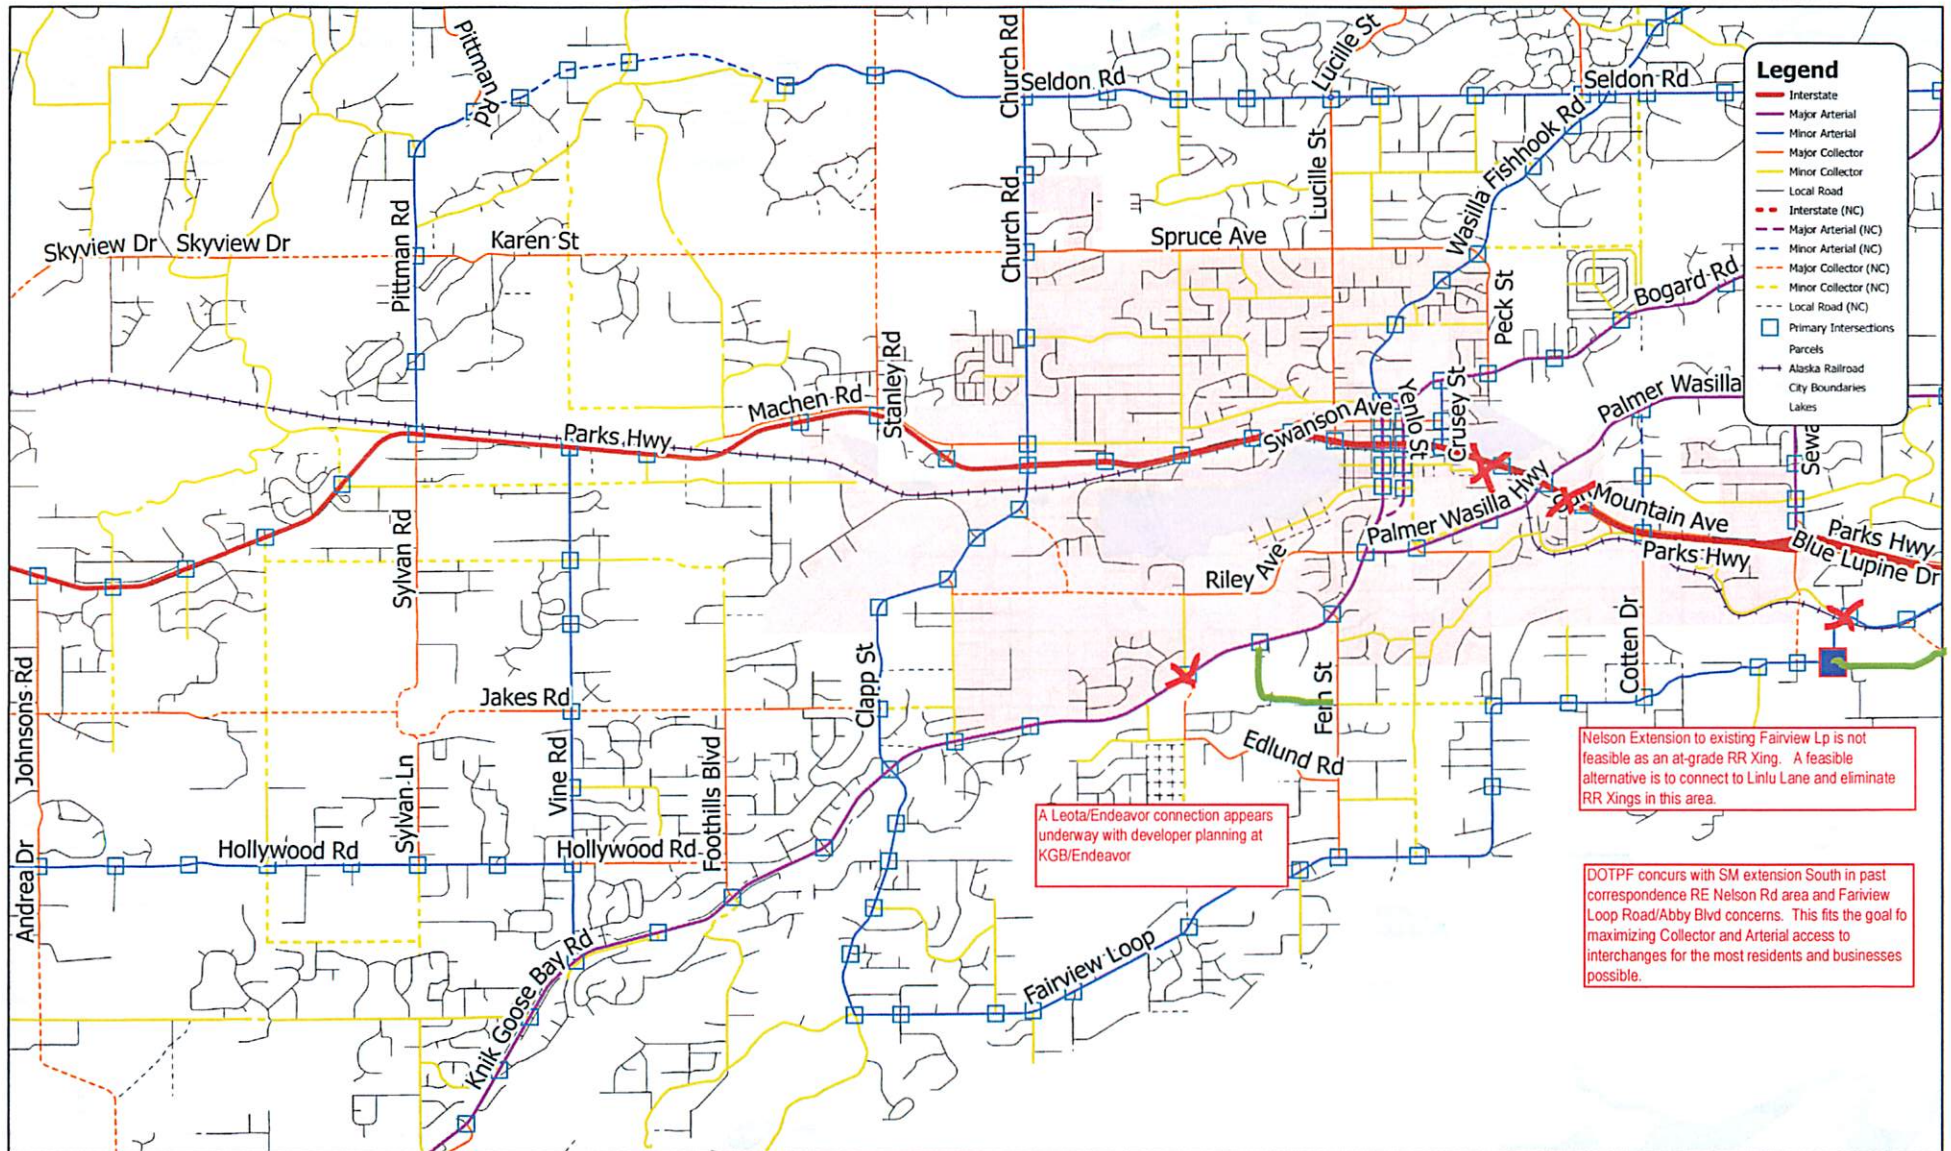 Pittman Rd
Church Rd
Seldon Rd
Lucille St
Seldon Rd
Legend
Interstate
Major Arterial
Minor Arterial
Major Collector
Minor Collector
Local Road
Interstate (NC)
Major Arterial (NC)
Minor Arterial (NC)
Major Collector (NC)
Minor Collector (NC)
Local Road (NC)
Primary Intersections
Parcels
Alaska Railroad
City Boundaries
Lakes
Wasilla Fishhook Rd
Lucille St
Church Rd
Pittman Rd
Skyview Dr
Skyview Dr
Karen St
Church Rd
Spruce Ave
Peck St
Bogard Rd
Stanley Rd
Machen Rd
Parks Hwy
Swanson Ave
Yenlo St
Crusey St
Palmer Wasilla
Sewa
Palmer Wasilla Hwy
Mountain Ave
Parks Hwy
Parks Hwy
Blue Lupine Dr
Sylvan Rd
Riley Ave
Johnsons Rd
Jakes Rd
Clapp St
Fern St
Cotten Dr
Edlund Rd
Nelson Extension to existing Fairview Lp is not
feasible as an at-grade RR Xing. A feasible
alternative is to connect to Linlu Lane and eliminate
RR Xings in this area.
Sylvan Ln
Vine Rd
Foothills Blvd
A Leota/Endeavor connection appears
underway with developer planning at
KGB/Endeavor
Andrea Dr
Hollywood Rd
Hollywood Rd
DOTPF concurs with SM extension South in past
correspondence RE Nelson Rd area and Fariview
Loop Road/Abby Blvd concerns. This fits the goal fo
maximizing Collector and Arterial access to
interchanges for the most residents and businesses
possible.
Knik Goose Bay Rd
Fairview Loop